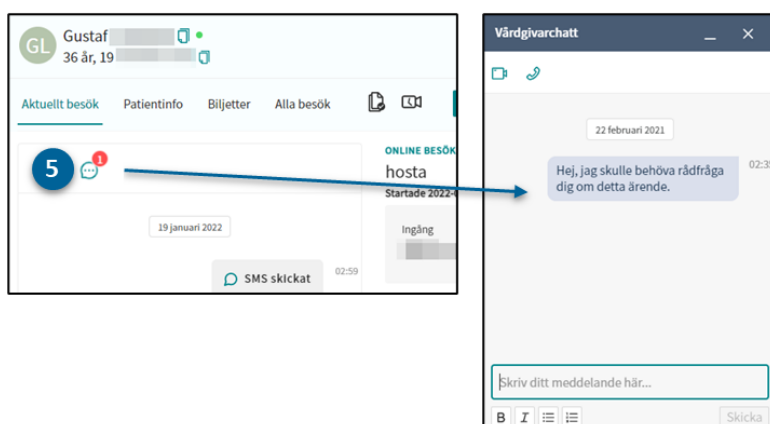 GL
Gustaf
36 år, 19
Aktuellt besök Patientinfo Biljetter Alla besök
5
1
ONLINE BESÖK
hosta
Startade 2022-
19 januari 2022
Ingång
SMS skickat
02:59
Vårdgivarchatt
22 februari 2021
Hej, jag skulle behöva rådfråga
dig om detta ärende.
Skriv ditt meddelande här...
B I
Skicka